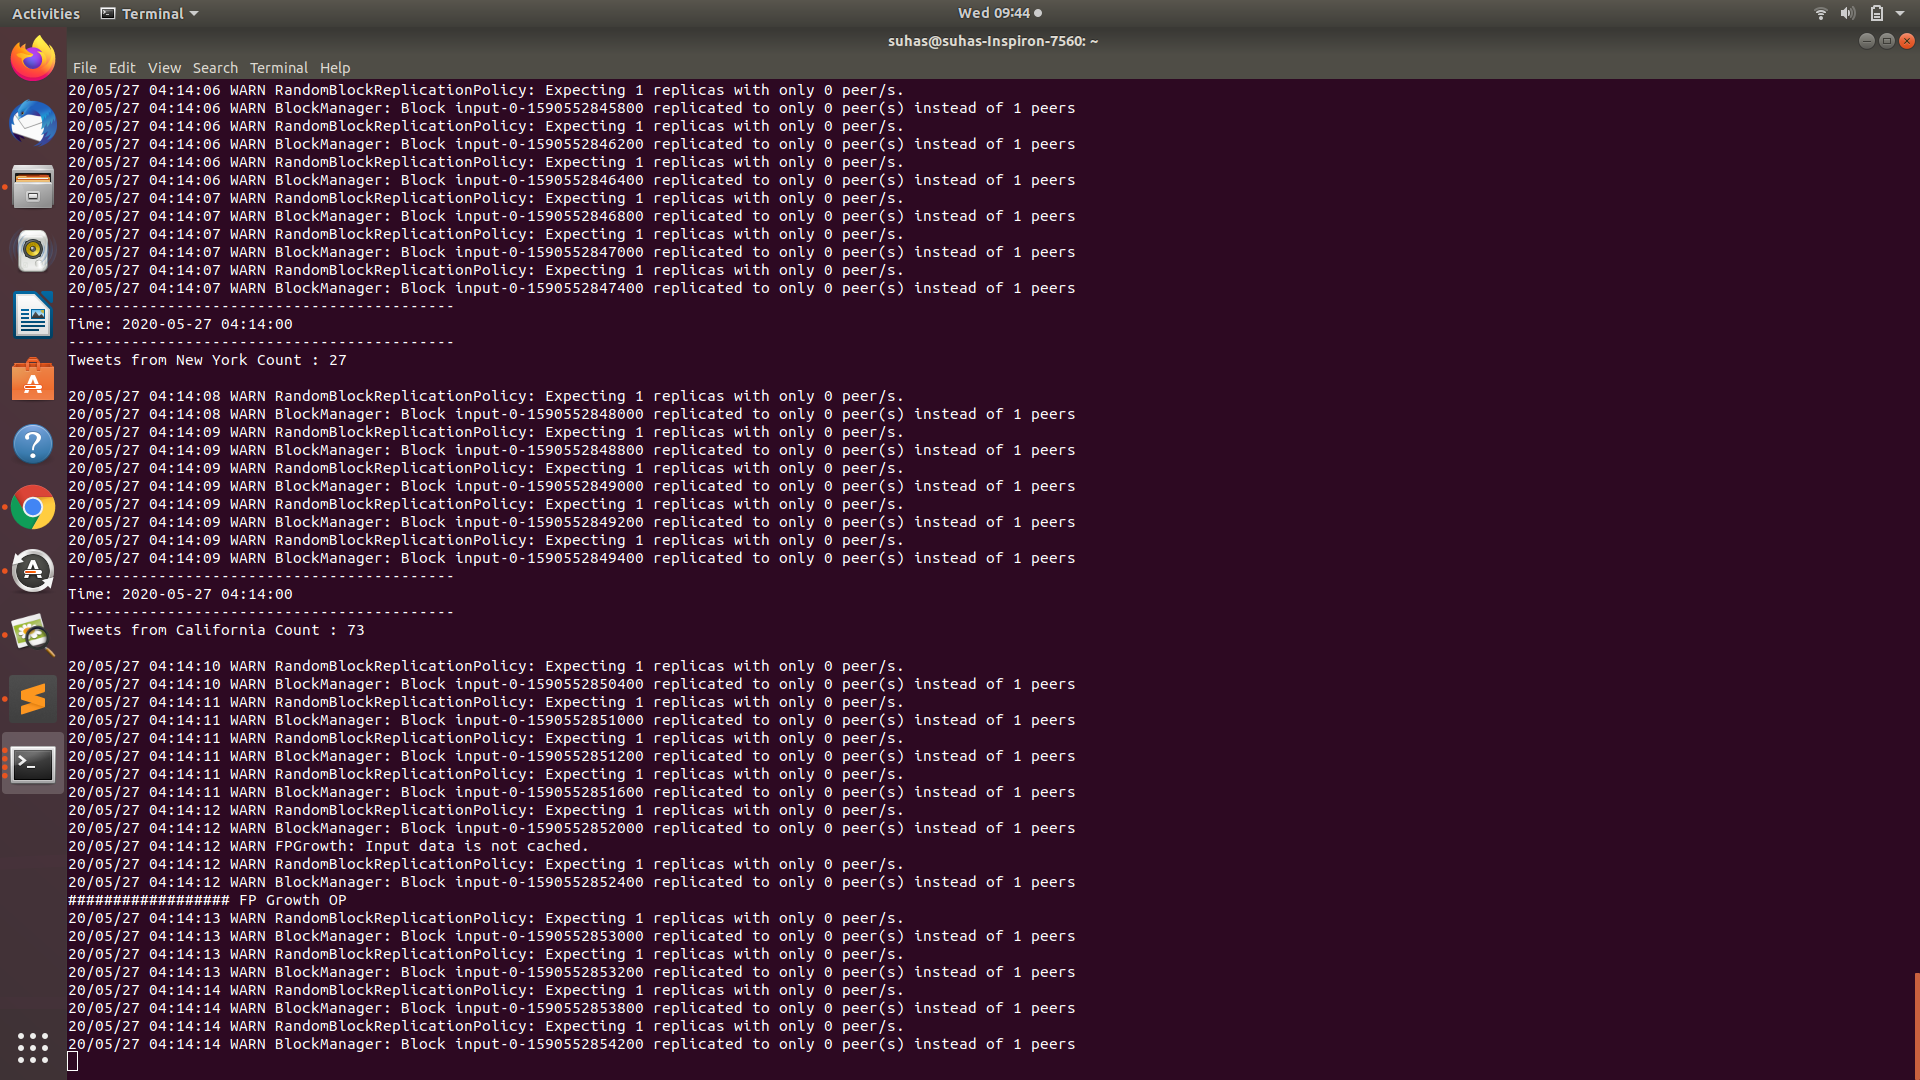 Activities Terminal Wed 09:44
suhas@suhas-Inspiron-7560: ~
File Edit View Search Terminal Help
20/05/27 04:14:06 WARN RandomBlockReplicationPolicy: Expecting 1 replicas with only 0 peer/s.
20/05/27 04:14:06 WARN BlockManager: Block input-0-1590552845800 replicated to only 0 peer(s) instead of 1 peers
20/05/27 04:14:06 WARN RandomBlockReplicationPolicy: Expecting 1 replicas with only 0 peer/s.
20/05/27 04:14:06 WARN BlockManager: Block input-0-1590552846200 replicated to only 0 peer(s) instead of 1 peers
20/05/27 04:14:06 WARN RandomBlockReplicationPolicy: Expecting 1 replicas with only 0 peer/s.
20/05/27 04:14:06 WARN BlockManager: Block input-0-1590552846400 replicated to only 0 peer(s) instead of 1 peers
20/05/27 04:14:07 WARN RandomBlockReplicationPolicy: Expecting 1 replicas with only 0 peer/s.
20/05/27 04:14:07 WARN BlockManager: Block input-0-1590552846800 replicated to only 0 peer(s) instead of 1 peers
20/05/27 04:14:07 WARN RandomBlockReplicationPolicy: Expecting 1 replicas with only 0 peer/s.
20/05/27 04:14:07 WARN BlockManager: Block input-0-1590552847000 replicated to only 0 peer(s) instead of 1 peers
20/05/27 04:14:07 WARN RandomBlockReplicationPolicy: Expecting 1 replicas with only 0 peer/s.
20/05/27 04:14:07 WARN BlockManager: Block input-0-1590552847400 replicated to only 0 peer(s) instead of 1 peers
-------------------------------------------
Time: 2020-05-27 04:14:00
-------------------------------------------
Tweets from New York Count : 27
20/05/27 04:14:08 WARN RandomBlockReplicationPolicy: Expecting 1 replicas with only 0 peer/s.
20/05/27 04:14:08 WARN BlockManager: Block input-0-1590552848000 replicated to only 0 peer(s) instead of 1 peers
20/05/27 04:14:09 WARN RandomBlockReplicationPolicy: Expecting 1 replicas with only 0 peer/s.
20/05/27 04:14:09 WARN BlockManager: Block input-0-1590552848800 replicated to only 0 peer(s) instead of 1 peers
20/05/27 04:14:09 WARN RandomBlockReplicationPolicy: Expecting 1 replicas with only 0 peer/s.
20/05/27 04:14:09 WARN BlockManager: Block input-0-1590552849000 replicated to only 0 peer(s) instead of 1 peers
20/05/27 04:14:09 WARN RandomBlockReplicationPolicy: Expecting 1 replicas with only 0 peer/s.
20/05/27 04:14:09 WARN BlockManager: Block input-0-1590552849200 replicated to only 0 peer(s) instead of 1 peers
20/05/27 04:14:09 WARN RandomBlockReplicationPolicy: Expecting 1 replicas with only 0 peer/s.
20/05/27 04:14:09 WARN BlockManager: Block input-0-1590552849400 replicated to only 0 peer(s) instead of 1 peers
-------------------------------------------
Time: 2020-05-27 04:14:00
-------------------------------------------
Tweets from California Count : 73
20/05/27 04:14:10 WARN RandomBlockReplicationPolicy: Expecting 1 replicas with only 0 peer/s.
20/05/27 04:14:10 WARN BlockManager: Block input-0-1590552850400 replicated to only 0 peer(s) instead of 1 peers
20/05/27 04:14:11 WARN RandomBlockReplicationPolicy: Expecting 1 replicas with only 0 peer/s.
20/05/27 04:14:11 WARN BlockManager: Block input-0-1590552851000 replicated to only 0 peer(s) instead of 1 peers
20/05/27 04:14:11 WARN RandomBlockReplicationPolicy: Expecting 1 replicas with only 0 peer/s.
20/05/27 04:14:11 WARN BlockManager: Block input-0-1590552851200 replicated to only 0 peer(s) instead of 1 peers
20/05/27 04:14:11 WARN RandomBlockReplicationPolicy: Expecting 1 replicas with only 0 peer/s.
20/05/27 04:14:11 WARN BlockManager: Block input-0-1590552851600 replicated to only 0 peer(s) instead of 1 peers
20/05/27 04:14:12 WARN RandomBlockReplicationPolicy: Expecting 1 replicas with only 0 peer/s.
20/05/27 04:14:12 WARN BlockManager: Block input-0-1590552852000 replicated to only 0 peer(s) instead of 1 peers
20/05/27 04:14:12 WARN FPGrowth: Input data is not cached.
20/05/27 04:14:12 WARN RandomBlockReplicationPolicy: Expecting 1 replicas with only 0 peer/s.
20/05/27 04:14:12 WARN BlockManager: Block input-0-1590552852400 replicated to only 0 peer(s) instead of 1 peers
################## FP Growth OP
20/05/27 04:14:13 WARN RandomBlockReplicationPolicy: Expecting 1 replicas with only 0 peer/s.
20/05/27 04:14:13 WARN BlockManager: Block input-0-1590552853000 replicated to only 0 peer(s) instead of 1 peers
20/05/27 04:14:13 WARN RandomBlockReplicationPolicy: Expecting 1 replicas with only 0 peer/s.
20/05/27 04:14:13 WARN BlockManager: Block input-0-1590552853200 replicated to only 0 peer(s) instead of 1 peers
20/05/27 04:14:14 WARN RandomBlockReplicationPolicy: Expecting 1 replicas with only 0 peer/s.
20/05/27 04:14:14 WARN BlockManager: Block input-0-1590552853800 replicated to only 0 peer(s) instead of 1 peers
20/05/27 04:14:14 WARN RandomBlockReplicationPolicy: Expecting 1 replicas with only 0 peer/s.
20/05/27 04:14:14 WARN BlockManager: Block input-0-1590552854200 replicated to only 0 peer(s) instead of 1 peers